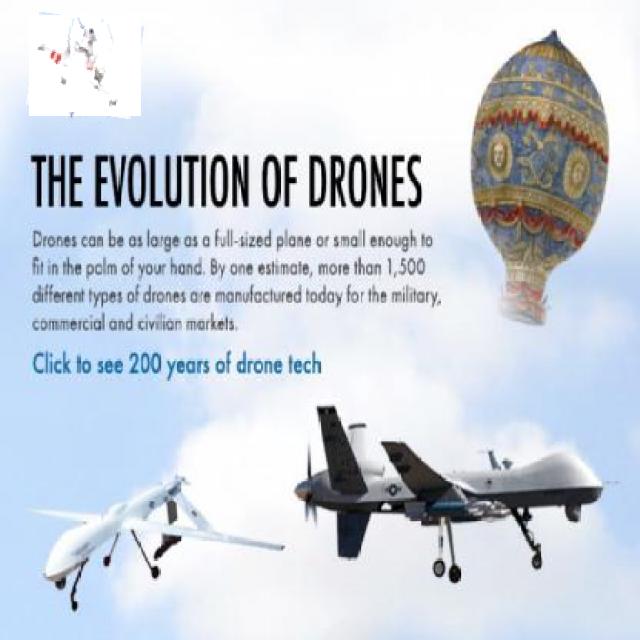 THE EVOLUTION OF DRONES
Drones can be as large as a full-sized plane or small enough to
fit in the palm of your hand. By one estimate, more than 1,500
different types of drones are manufactured today for the military,
commercial and civilian markets.
Click to see 200 years of drone tech